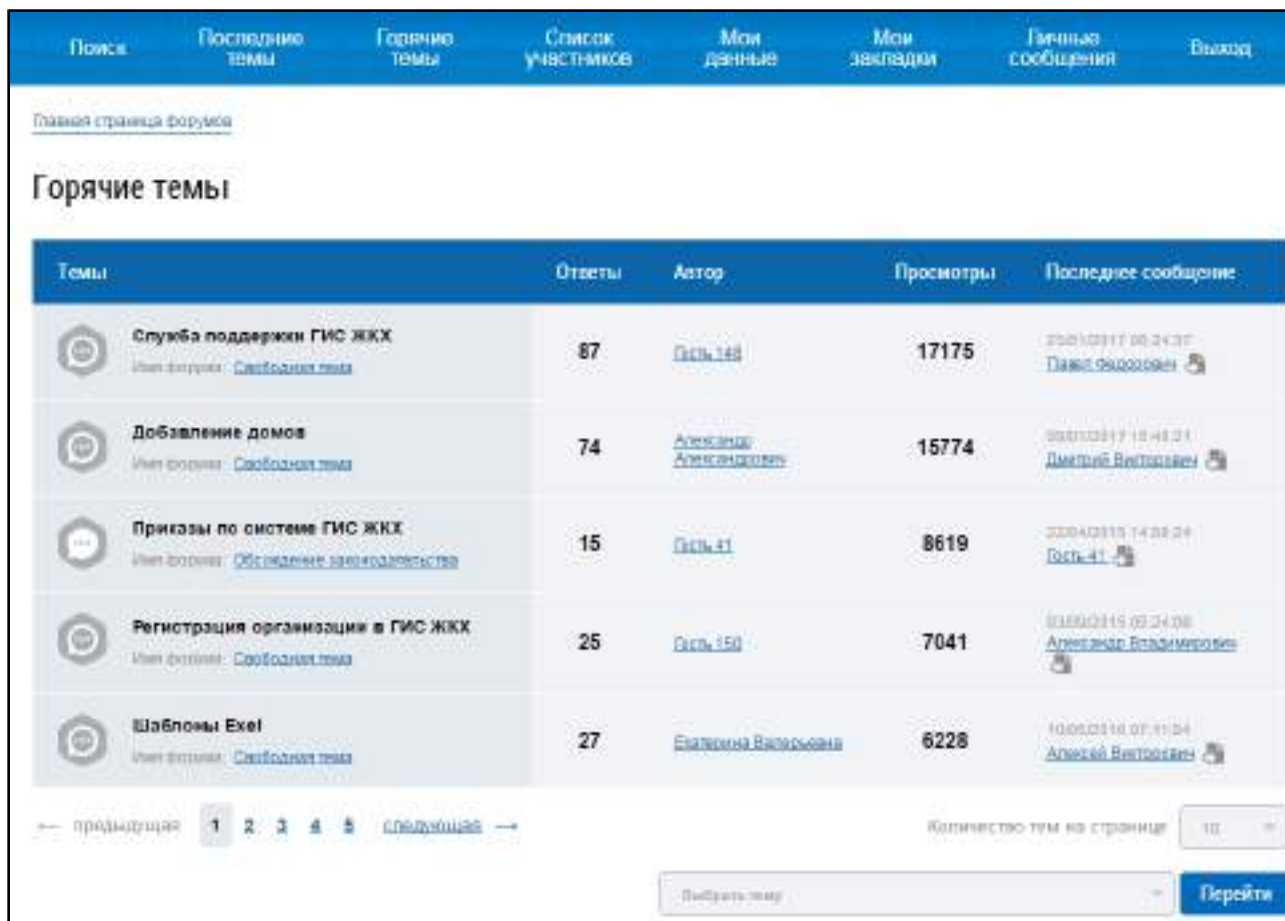 Поиск
Последние темы
Горячие темы
Список участников
Мои данные
Мои закладки
Личные сообщения
Выход
Главная страница форумов
Горячие темы
Темы Ответы Автор Просмотры Последнее сообщение
Служба поддержки ГИС ЖКХ
Имя форума: Свободная тема
87 Гость 148 17175
Павел Федорович
Добавление домов
Имя форума: Свободная тема
74 Александр Александрович 15774
Дмитрий Викторович
Приказы по системе ГИС ЖКХ
Имя форума: Обсуждение законодательства
15 Гость 41 8619
Гость 41
Регистрация организации в ГИС ЖКХ
Имя форума: Свободная тема
25 Гость 150 7041
Александр Владимирович
Шаблоны Exel
Имя форума: Свободная тема
27 Екатерина Валерьевна 6228
Алексей Викторович
← предыдущая 1 2 3 4 5 следующая →
Количество тем на странице 10
Выбрать тему
Перейти